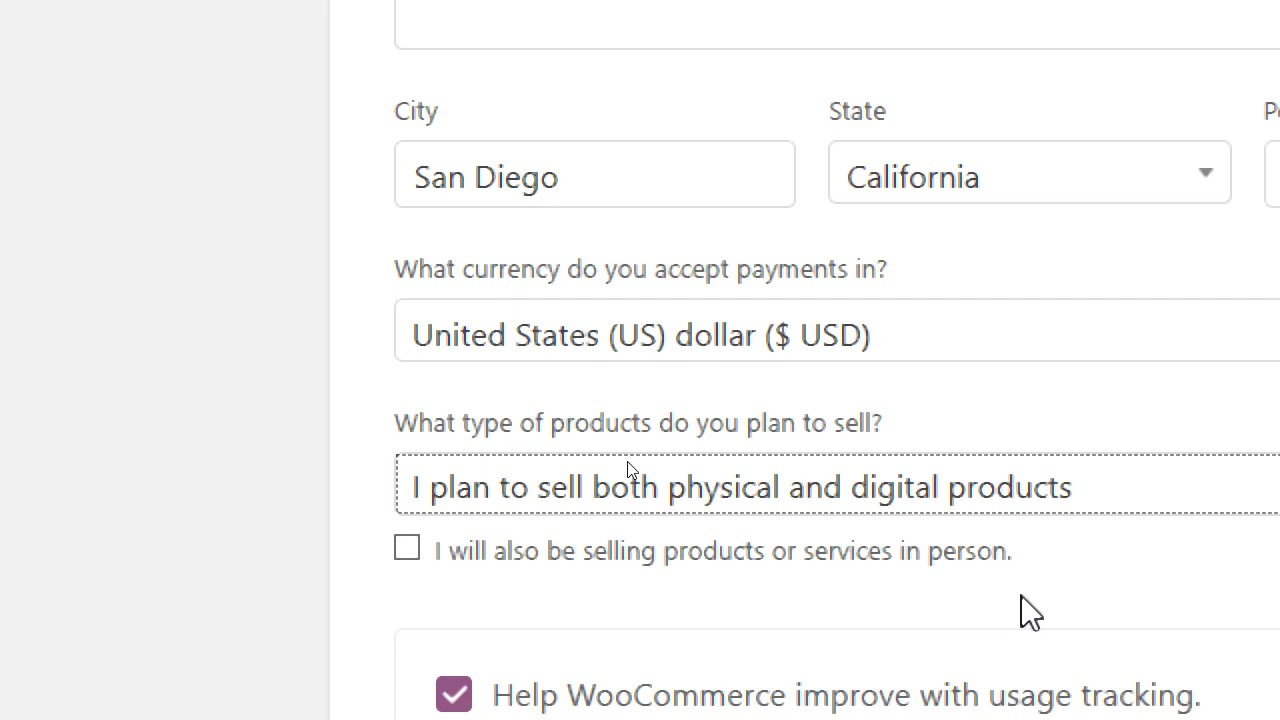 City
State
San Diego
California
What currency do you accept payments in?
United States (US) dollar ($ USD)
What type of products do you plan to sell?
I plan to sell both physical and digital products
I will also be selling products or services in person.
Help WooCommerce improve with usage tracking.